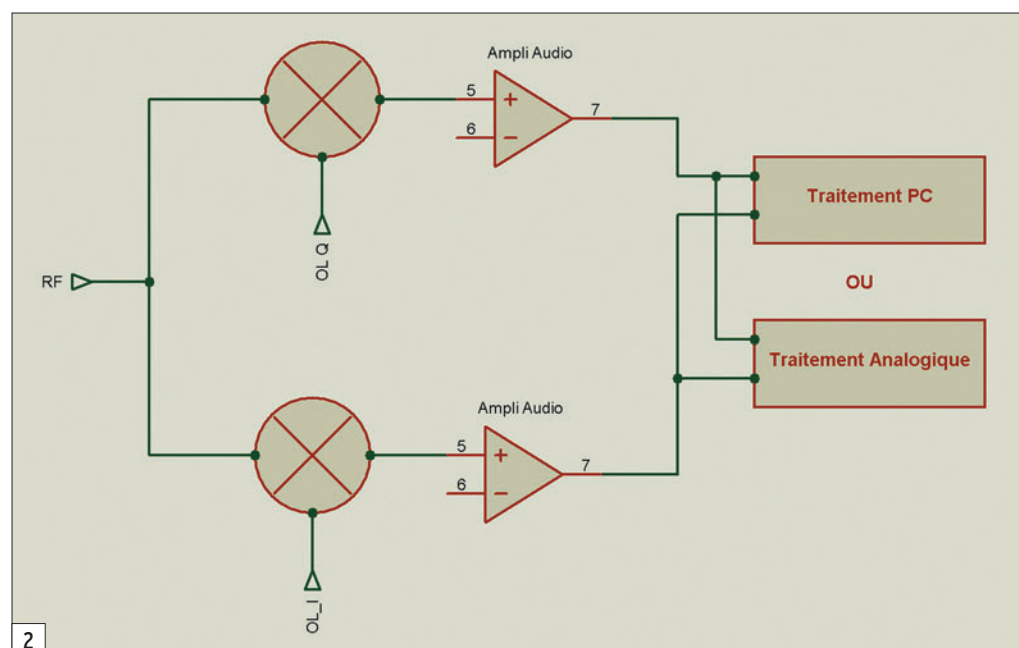 Ampli Audio
5
+
7
6
−
OL Q
Traitement PC
RF
OU
Traitement Analogique
Ampli Audio
5
+
7
6
−
OL_I
2